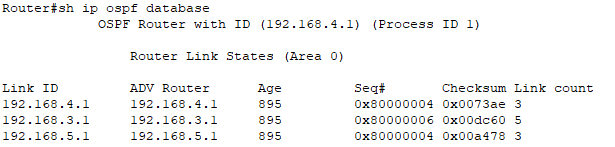 Router#sh ip ospf database
OSPF Router with ID (192.168.4.1) (Process ID 1)
Router Link States (Area 0)
Link ID ADV Router Age Seq# Checksum Link count
192.168.4.1 192.168.4.1 895 0x80000004 0x0073ae 3
192.168.3.1 192.168.3.1 895 0x80000006 0x00dc60 5
192.168.5.1 192.168.5.1 895 0x80000004 0x00a478 3